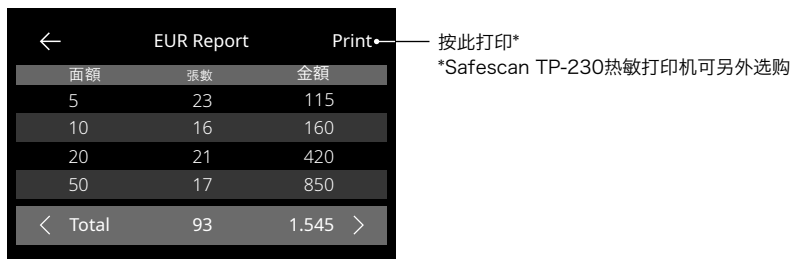 EUR Report Print
面額 張數 金額
5 23 115
10 16 160
20 21 420
50 17 850
Total 93 1.545
按此打印*
*Safescan TP-230热敏打印机可另外选购